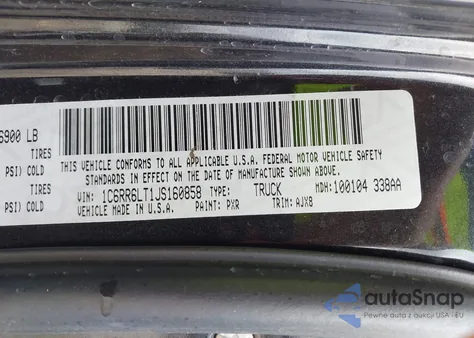 6900 LB
TIRES
PSI) COLD
TIRES
PSI) COLD
THIS VEHICLE CONFORMS TO ALL APPLICABLE U.S.A. FEDERAL MOTOR VEHICLE SAFETY
STANDARDS IN EFFECT ON THE DATE OF MANUFACTURE SHOWN ABOVE.
VIN: 1C6RR6LT1JS160858 TYPE: TRUCK MDH: 100104 338AA
VEHICLE MADE IN U.S.A. PAINT: PXR TRIM: AJX8
autoSnap
Pewne auta z aukcji USA - EU